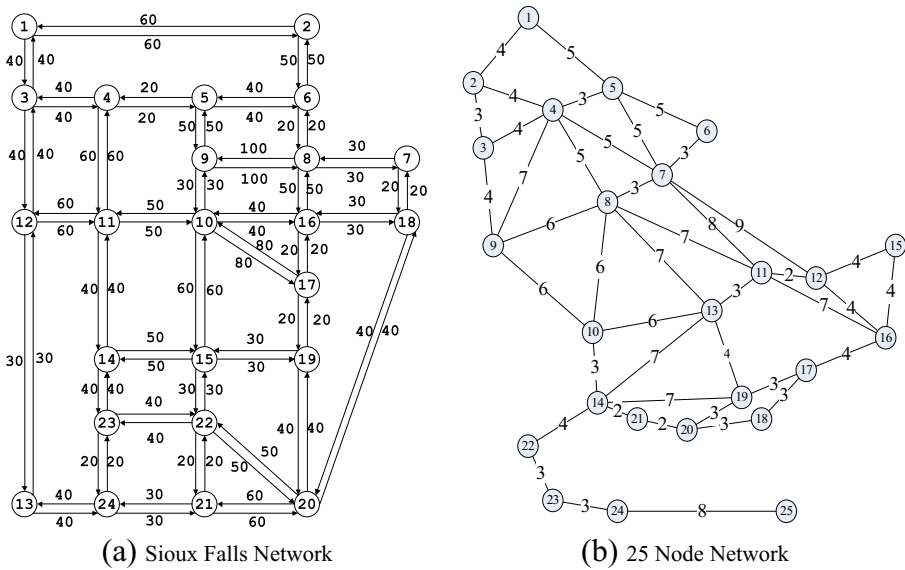 60
1 2
60
40 40 50 50
40 20 40
3 4 5 6
40 20 40
50 50 20 20
100 30
9 8 7
100 30
40 40 60 60 30 30 50 50 20 20
60 50 40 30
12 11 10 16 18
60 50 80 30
80 20 20
17
40 40 60 60 20 20 40 40
50 30
14 15 19
50 30
30 30 40 40 30 30
40
23 22
40 50
50 40 40
20 20 20 20
40 30 60
13 24 21 20
40 30 60
(a) Sioux Falls Network
1
4 5
2 5
4 3 5
4
3 4 5 5 6
3 5 3
7
7 8 3
4 6 8 9
9 7 15
6 7 11 2 12 4
6 3 4 4
13 7
10 6 16
3 7 4 4
17
14 7 19 3
2 21 2 20 3 3 18 3
4
22
3
23 3 24 8 25
(b) 25 Node Network